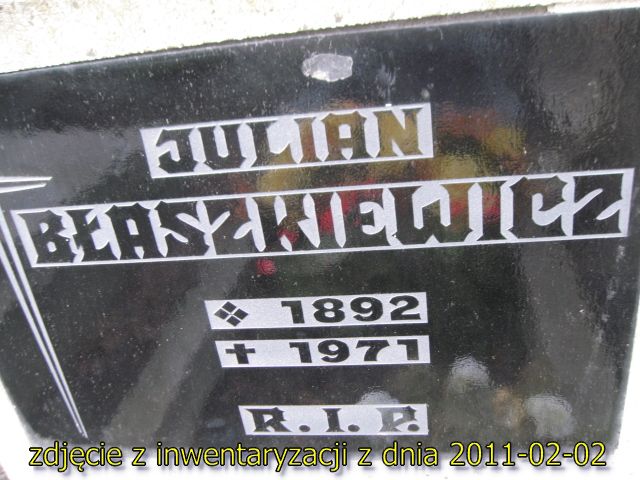 JULIAN
BŁASZKIEWICZ
❖ 1892
✝ 1971
R.I.P.
zdjęcie z inwentaryzacji z dnia 2011-02-02